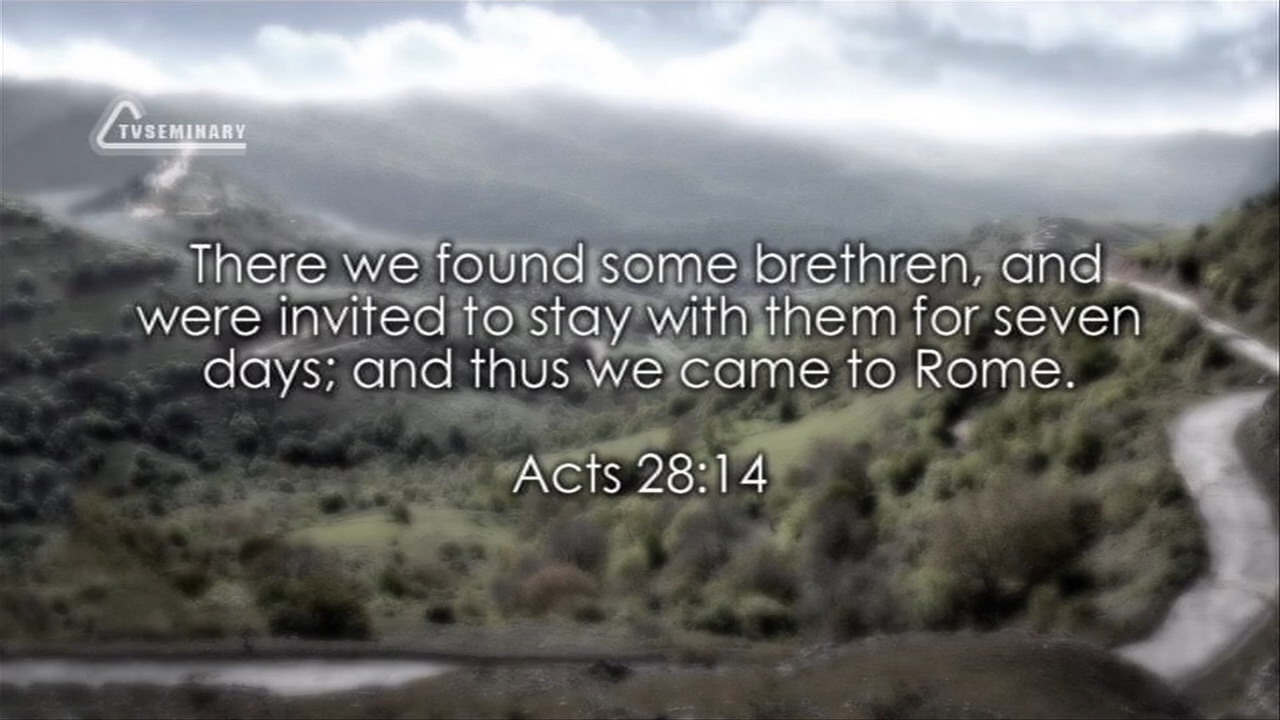 TVSEMINARY
There we found some brethren, and
were invited to stay with them for seven
days; and thus we came to Rome.
Acts 28:14